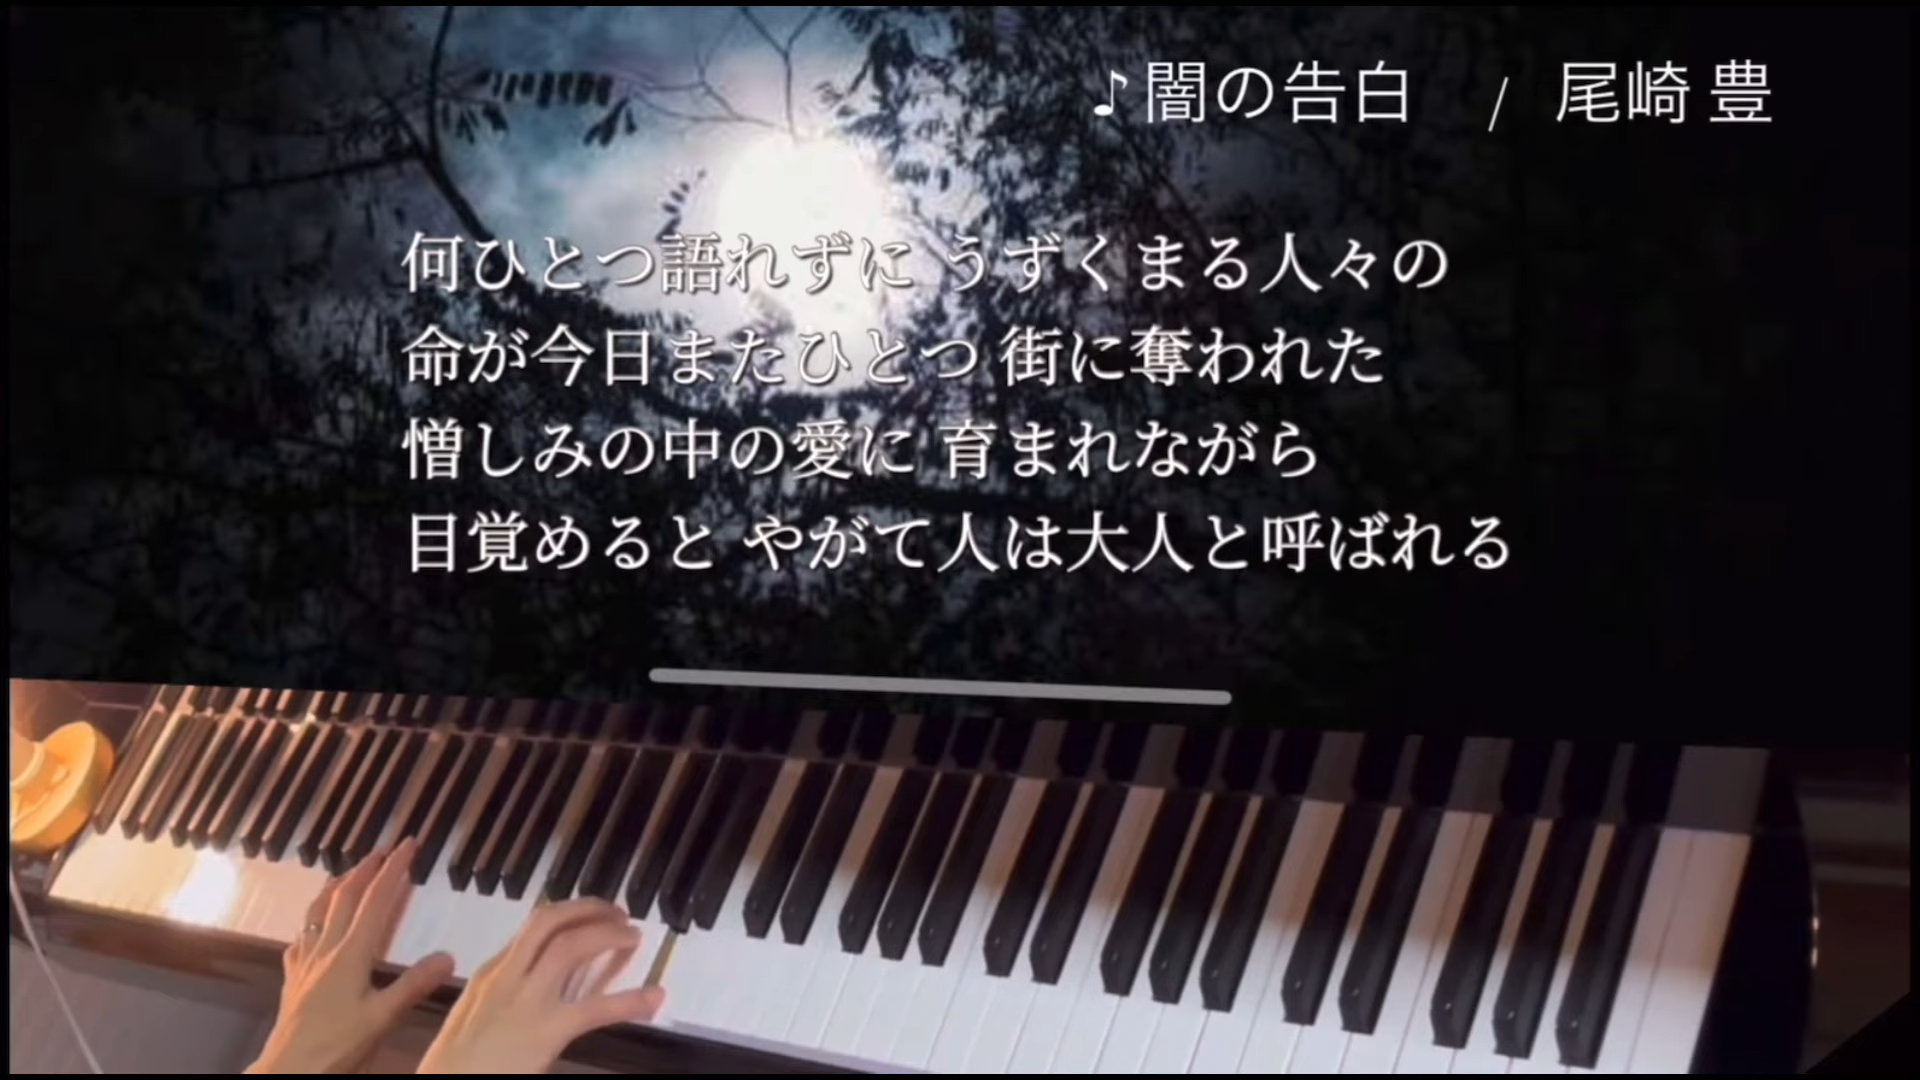 ♪闇の告白 / 尾崎 豊
何ひとつ語れずに うずくまる人々の
命が今日またひとつ 街に奪われた
憎しみの中の愛に 育まれながら
目覚めると やがて人は大人と呼ばれる